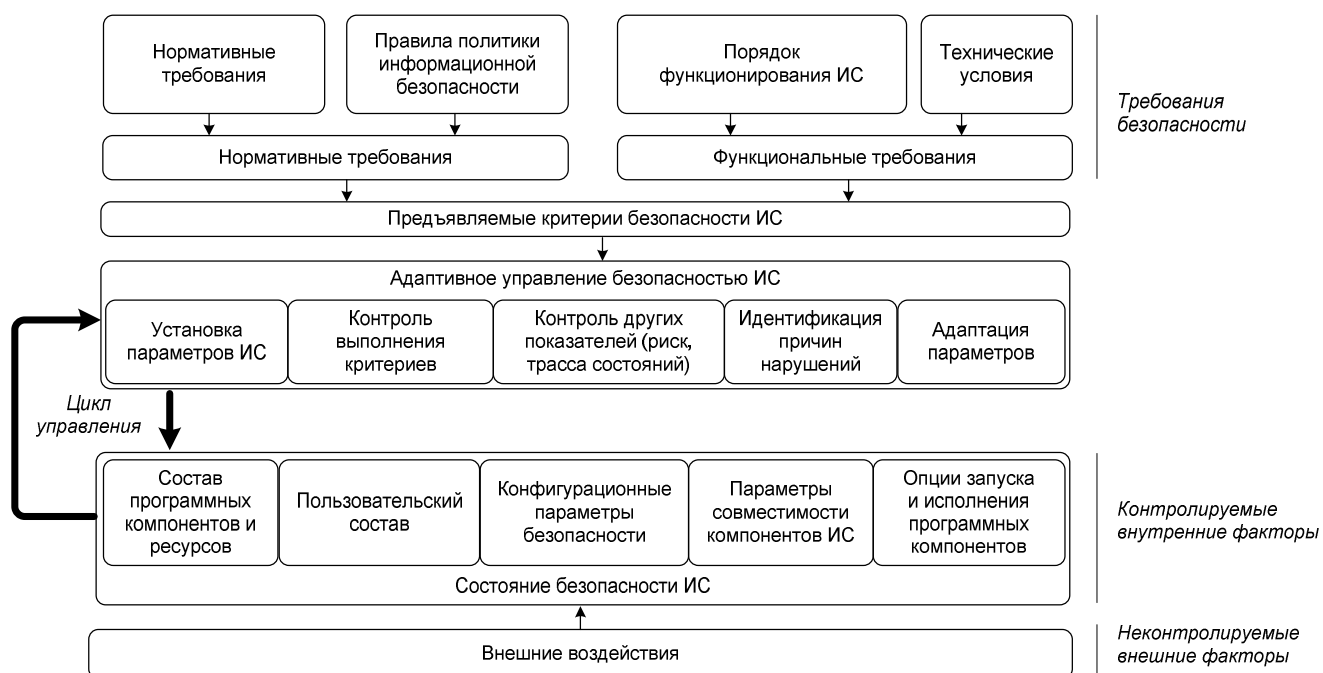 Нормативные
требования
Правила политики
информационной
безопасности
Порядок
функционирования ИС
Технические
условия
Требования
безопасности
Нормативные требования
Функциональные требования
Предъявляемые критерии безопасности ИС
Адаптивное управление безопасностью ИС
Установка
параметров ИС
Контроль
выполнения
критериев
Контроль других
показателей (риск,
трасса состояний)
Идентификация
причин
нарушений
Адаптация
параметров
Цикл
управления
Состав
программных
компонентов и
ресурсов
Пользовательский
состав
Конфигурационные
параметры
безопасности
Параметры
совместимости
компонентов ИС
Опции запуска
и исполнения
программных
компонентов
Контролируемые
внутренние факторы
Состояние безопасности ИС
Внешние воздействия
Неконтролируемые
внешние факторы